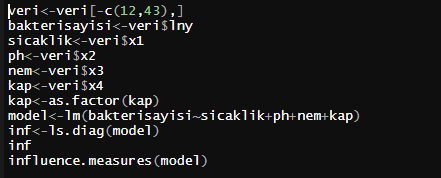 veri<-veri[-c(12,43),]
bakterisayisi<-veri$lny
sicaklik<-veri$x1
ph<-veri$x2
nem<-veri$x3
kap<-veri$x4
kap<-as.factor(kap)
model<-lm(bakterisayisi~sicaklik+ph+nem+kap)
inf<-ls.diag(model)
inf
influence.measures(model)